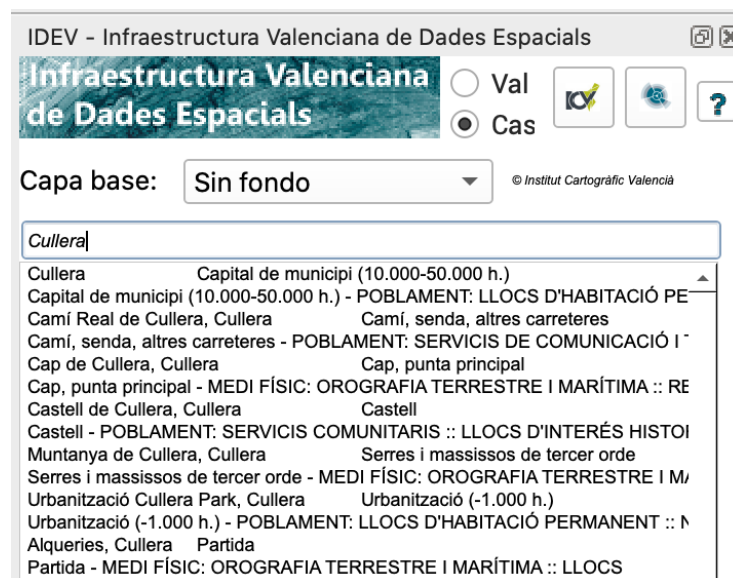 IDEV - Infraestructura Valenciana de Dades Espacials
Infraestructura Valenciana
de Dades Espacials
Val
Cas
ICV
?
Capa base:
Sin fondo
© Institut Cartogràfic Valencià
Cullera
Cullera Capital de municipi (10.000-50.000 h.)
Capital de municipi (10.000-50.000 h.) - POBLAMENT: LLOCS D'HABITACIÓ PE
Camí Real de Cullera, Cullera Camí, senda, altres carreteres
Camí, senda, altres carreteres - POBLAMENT: SERVICIS DE COMUNICACIÓ I
Cap de Cullera, Cullera Cap, punta principal
Cap, punta principal - MEDI FÍSIC: OROGRAFIA TERRESTRE I MARÍTIMA :: RE
Castell de Cullera, Cullera Castell
Castell - POBLAMENT: SERVICIS COMUNITARIS :: LLOCS D'INTERÉS HISTO
Muntanya de Cullera, Cullera Serres i massissos de tercer orde
Serres i massissos de tercer orde - MEDI FÍSIC: OROGRAFIA TERRESTRE I MA
Urbanització Cullera Park, Cullera Urbanització (-1.000 h.)
Urbanització (-1.000 h.) - POBLAMENT: LLOCS D'HABITACIÓ PERMANENT :: N
Alqueries, Cullera Partida
Partida - MEDI FÍSIC: OROGRAFIA TERRESTRE I MARÍTIMA :: LLOCS